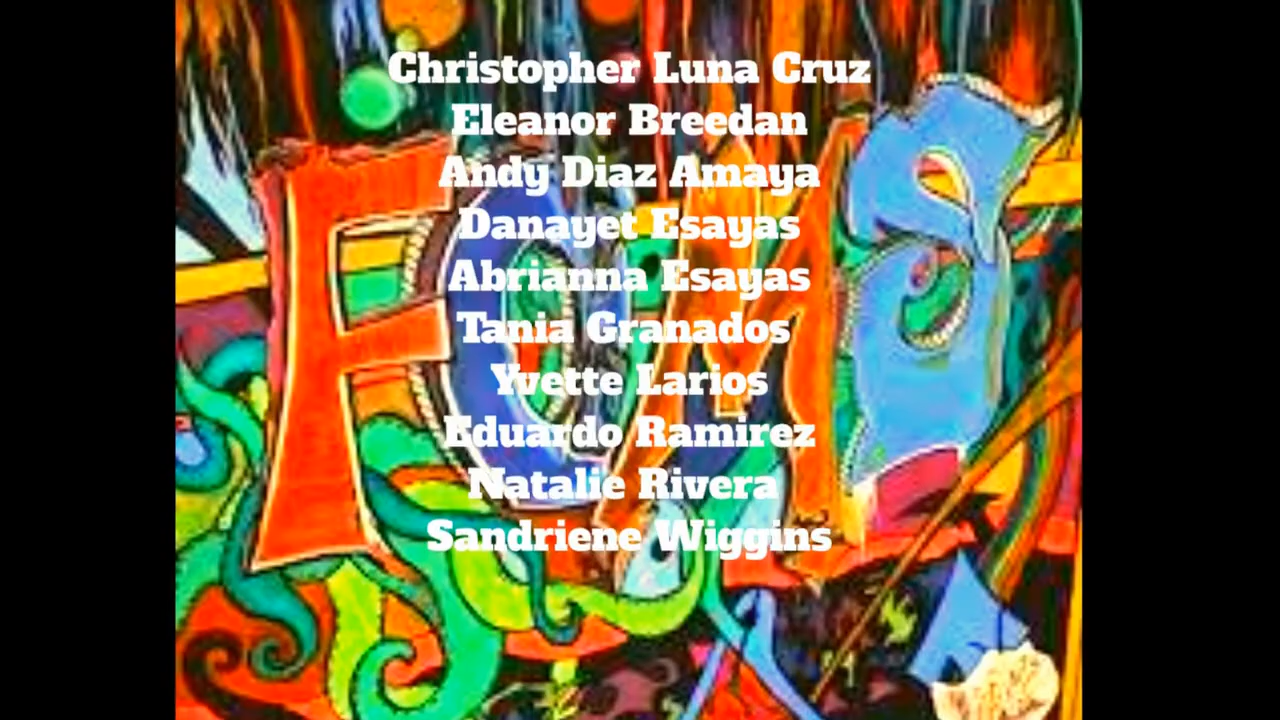 Christopher Luna Cruz
Eleanor Breedan
Andy Diaz Amaya
Danayet Esayas
Abrianna Esayas
Tania Granados
Yvette Larios
Eduardo Ramirez
Natalie Rivera
Sandriene Wiggins